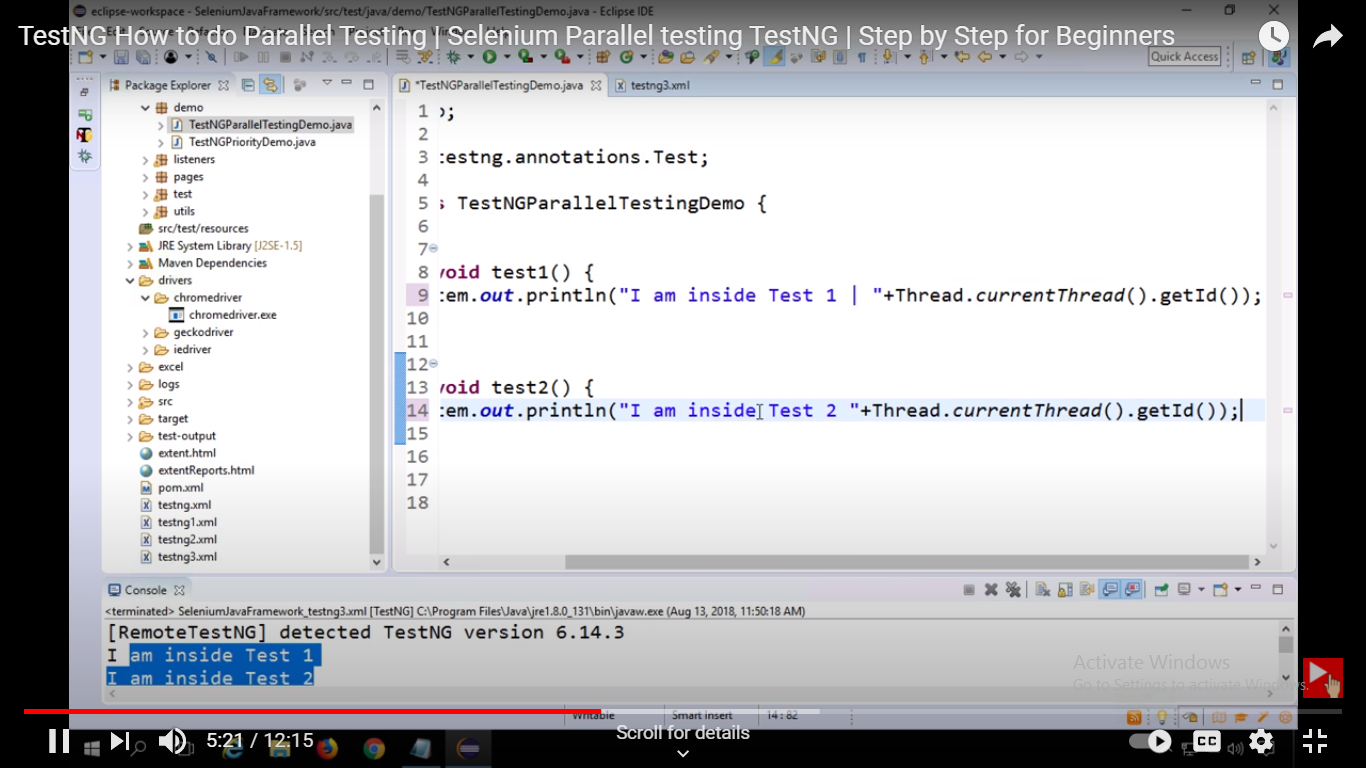 eclipse-workspace - SeleniumJavaFramework/src/test/java/demo/TestNGParallelTestingDemo.java - Eclipse IDE
TestNG How to do Parallel Testing | Selenium Parallel testing TestNG | Step by Step for Beginners
Quick Access
Package Explorer
*TestNGParallelTestingDemo.java
testng3.xml
demo
TestNGParallelTestingDemo.java
TestNGPriorityDemo.java
listeners
pages
test
utils
src/test/resources
JRE System Library [J2SE-1.5]
Maven Dependencies
drivers
chromedriver
chromedriver.exe
geckodriver
iedriver
excel
logs
src
target
test-output
extent.html
extentReports.html
pom.xml
testng.xml
testng1.xml
testng2.xml
testng3.xml
1 ;
2
3 estng.annotations.Test;
4
5 s TestNGParallelTestingDemo {
6
7
8 void test1() {
9 tem.out.println("I am inside Test 1 | "+Thread.currentThread().getId());
10
11
12
13 void test2() {
14 tem.out.println("I am inside Test 2 "+Thread.currentThread().getId());
15
16
17
18
Console
<terminated> SeleniumJavaFramework_testng3.xml [TestNG] C:\Program Files\Java\jre1.8.0_131\bin\javaw.exe (Aug 13, 2018, 11:50:18 AM)
[RemoteTestNG] detected TestNG version 6.14.3
I am inside Test 1
I am inside Test 2
Activate Windows
Go to Settings to activate Windows.
Writable
Smart Insert
14 : 82
5:21 / 12:15
Scroll for details
CC